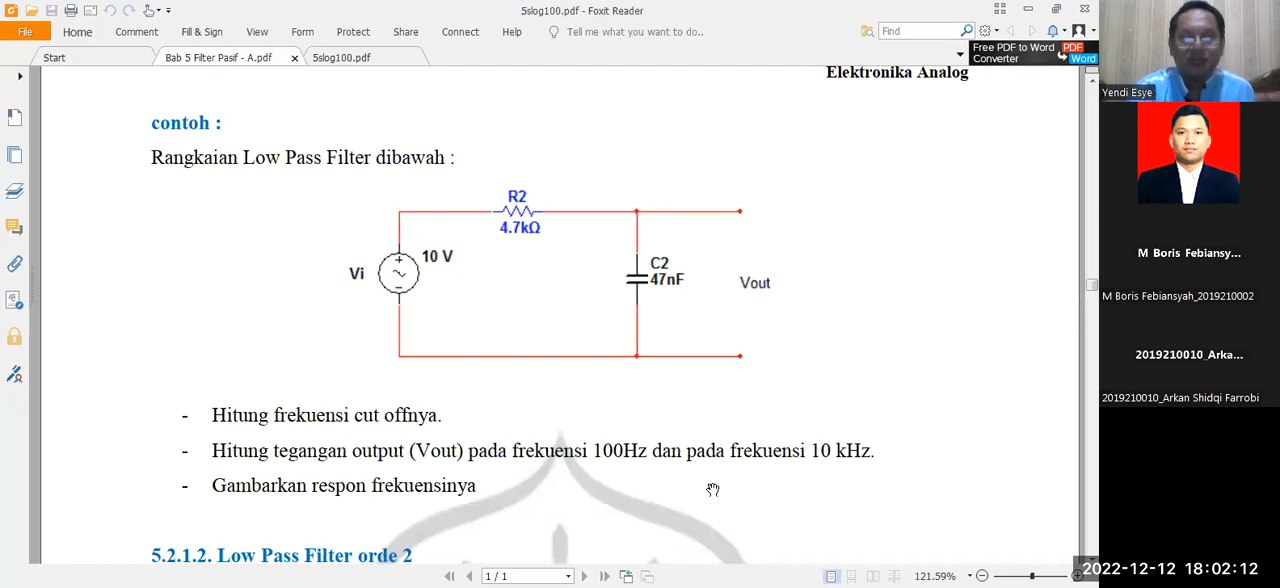 5slog100.pdf - Foxit Reader
File Home Comment Fill & Sign View Form Protect Share Connect Help Tell me what you want to do.. Find
Start Bab 5 Filter Pasif - A.pdf 5slog100.pdf
Free PDF to Word Converter PDF Word
Elektronika Analog
contoh :
Rangkaian Low Pass Filter dibawah :
R2
4.7kΩ
Vi
10 V
C2
47nF
Vout
- Hitung frekuensi cut offnya.
- Hitung tegangan output (Vout) pada frekuensi 100Hz dan pada frekuensi 10 kHz.
- Gambarkan respon frekuensinya
5.2.1.2. Low Pass Filter orde 2
1 / 1
121.59%
Yendi Esye
M Boris Febiansy...
M Boris Febiansyah_2019210002
2019210010_Arka...
2019210010_Arkan Shidqi Farrobi
2022-12-12 18:02:12